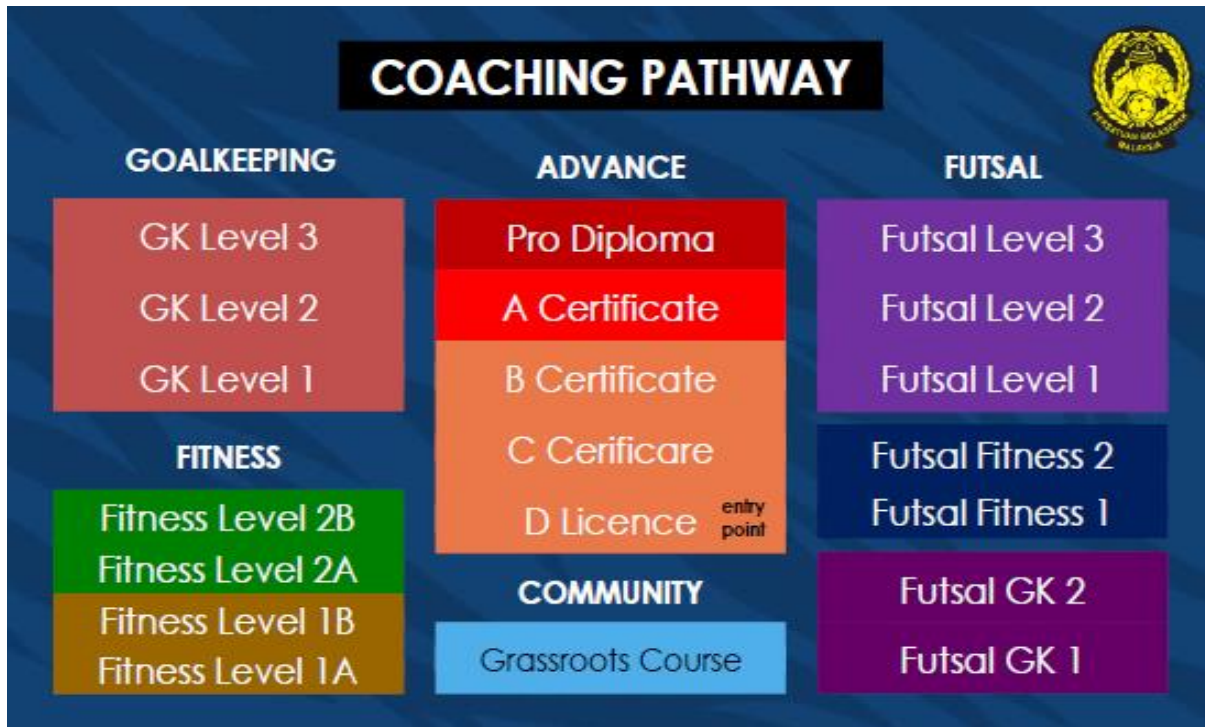 COACHING PATHWAY
PERSATUAN BOLASEPAK
MALAYSIA
GOALKEEPING
GK Level 3
GK Level 2
GK Level 1
FITNESS
Fitness Level 2B
Fitness Level 2A
Fitness Level 1B
Fitness Level 1A
ADVANCE
Pro Diploma
A Certificate
B Certificate
C Cerificare
D Licence
entry
point
COMMUNITY
Grassroots Course
FUTSAL
Futsal Level 3
Futsal Level 2
Futsal Level 1
Futsal Fitness 2
Futsal Fitness 1
Futsal GK 2
Futsal GK 1